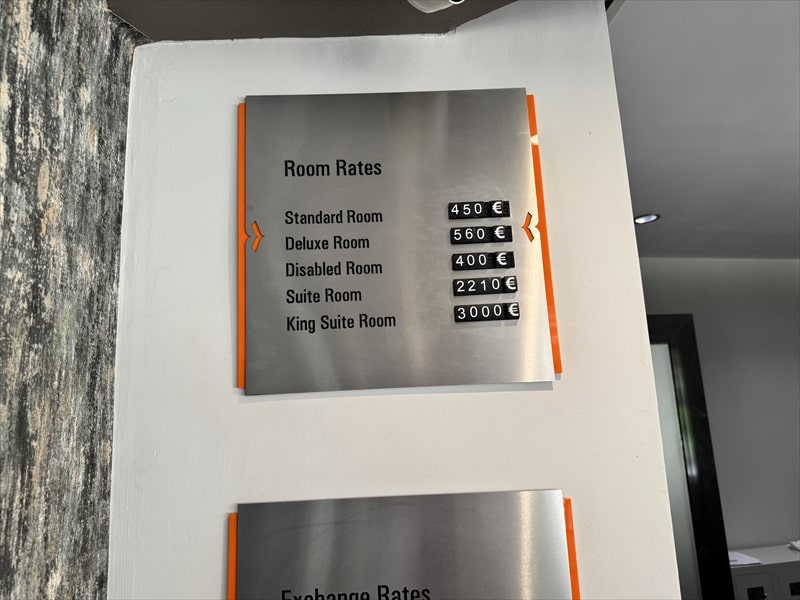 Room Rates
Standard Room 450 €
Deluxe Room 560 €
Disabled Room 400 €
Suite Room 2210 €
King Suite Room 3000 €
Exchange Rates